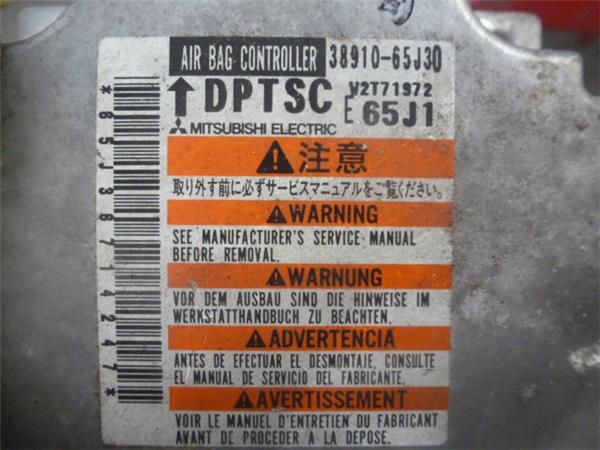 AIR BAG CONTROLLER 38910-65J30
↑DPTSC W2T71972
E 65J1
MITSUBISHI ELECTRIC
⚠注意
取り外す前に必ずサービスマニュアルをご覧ください。
⚠WARNING
SEE MANUFACTURER'S SERVICE MANUAL
BEFORE REMOVAL.
⚠WARNUNG
VOR DEM AUSBAU SIND DIE HINWEISE IM
WERKSTATTHANDBUCH ZU BEACHTEN.
⚠ADVERTENCIA
ANTES DE EFECTUAR EL DESMONTAJE, CONSULTE
EL MANUAL DE SERVICIO DEL FABRICANTE.
⚠AVERTISSEMENT
VOIR LE MANUEL D'ENTRETIEN DU FABRICANT
AVANT DE PROCEDER A LA DEPOSE.
*65J36714247*